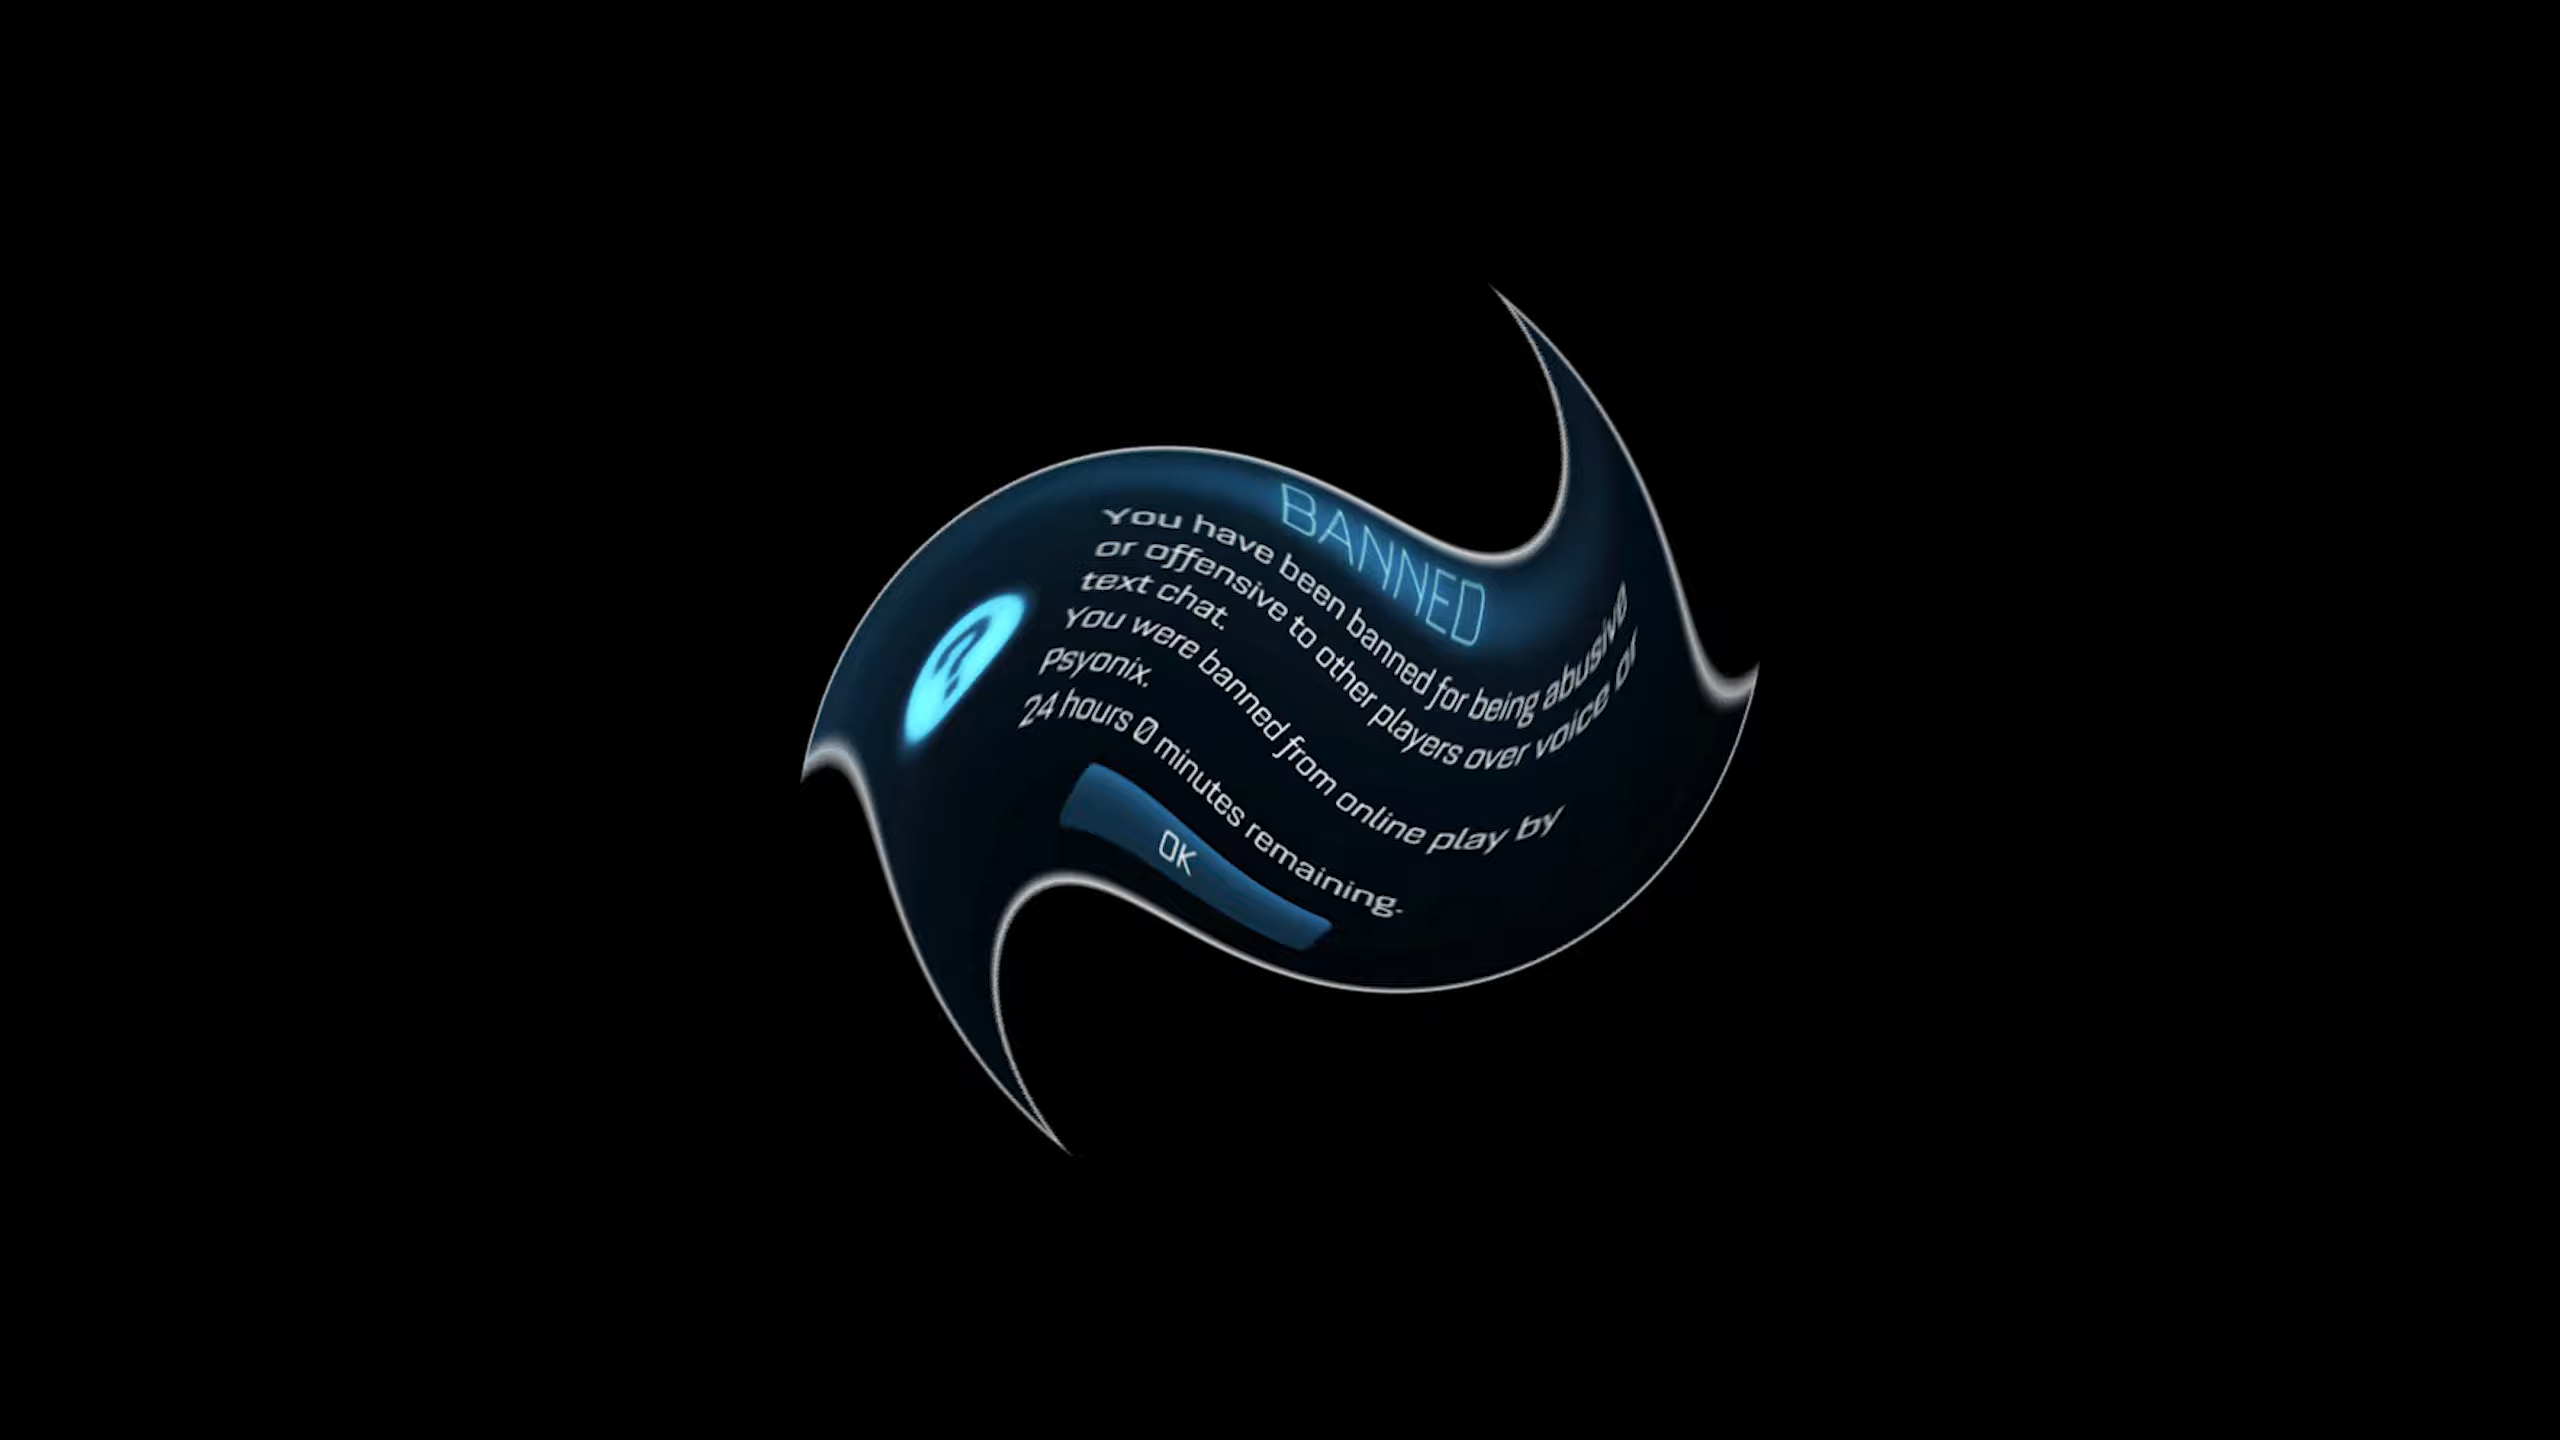 BANNED
You have been banned for being abusive
or offensive to other players over voice or
text chat.
You were banned from online play by
Psyonix.
24 hours 0 minutes remaining.
OK